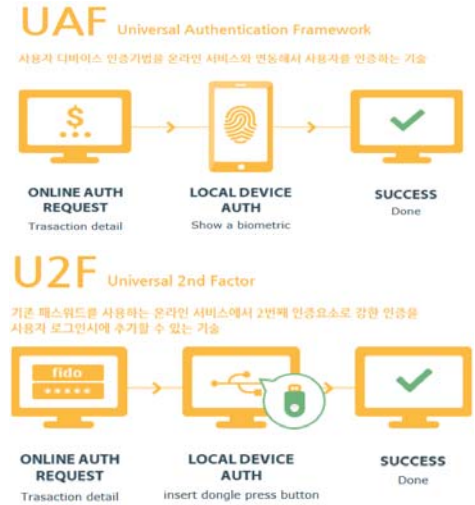 UAF Universal Authentication Framework
사용자 디바이스 인증기법을 온라인 서비스와 연동해서 사용자를 인증하는 기술
$
ONLINE AUTH
REQUEST
Trasaction detail
LOCAL DEVICE
AUTH
Show a biometric
SUCCESS
Done
U2F Universal 2nd Factor
기존 패스워드를 사용하는 온라인 서비스에서 2번째 인증요소로 강한 인증을
사용자 로그인시에 추가할 수 있는 기술
fido
*****
ONLINE AUTH
REQUEST
Trasaction detail
LOCAL DEVICE
AUTH
insert dongle press button
SUCCESS
Done